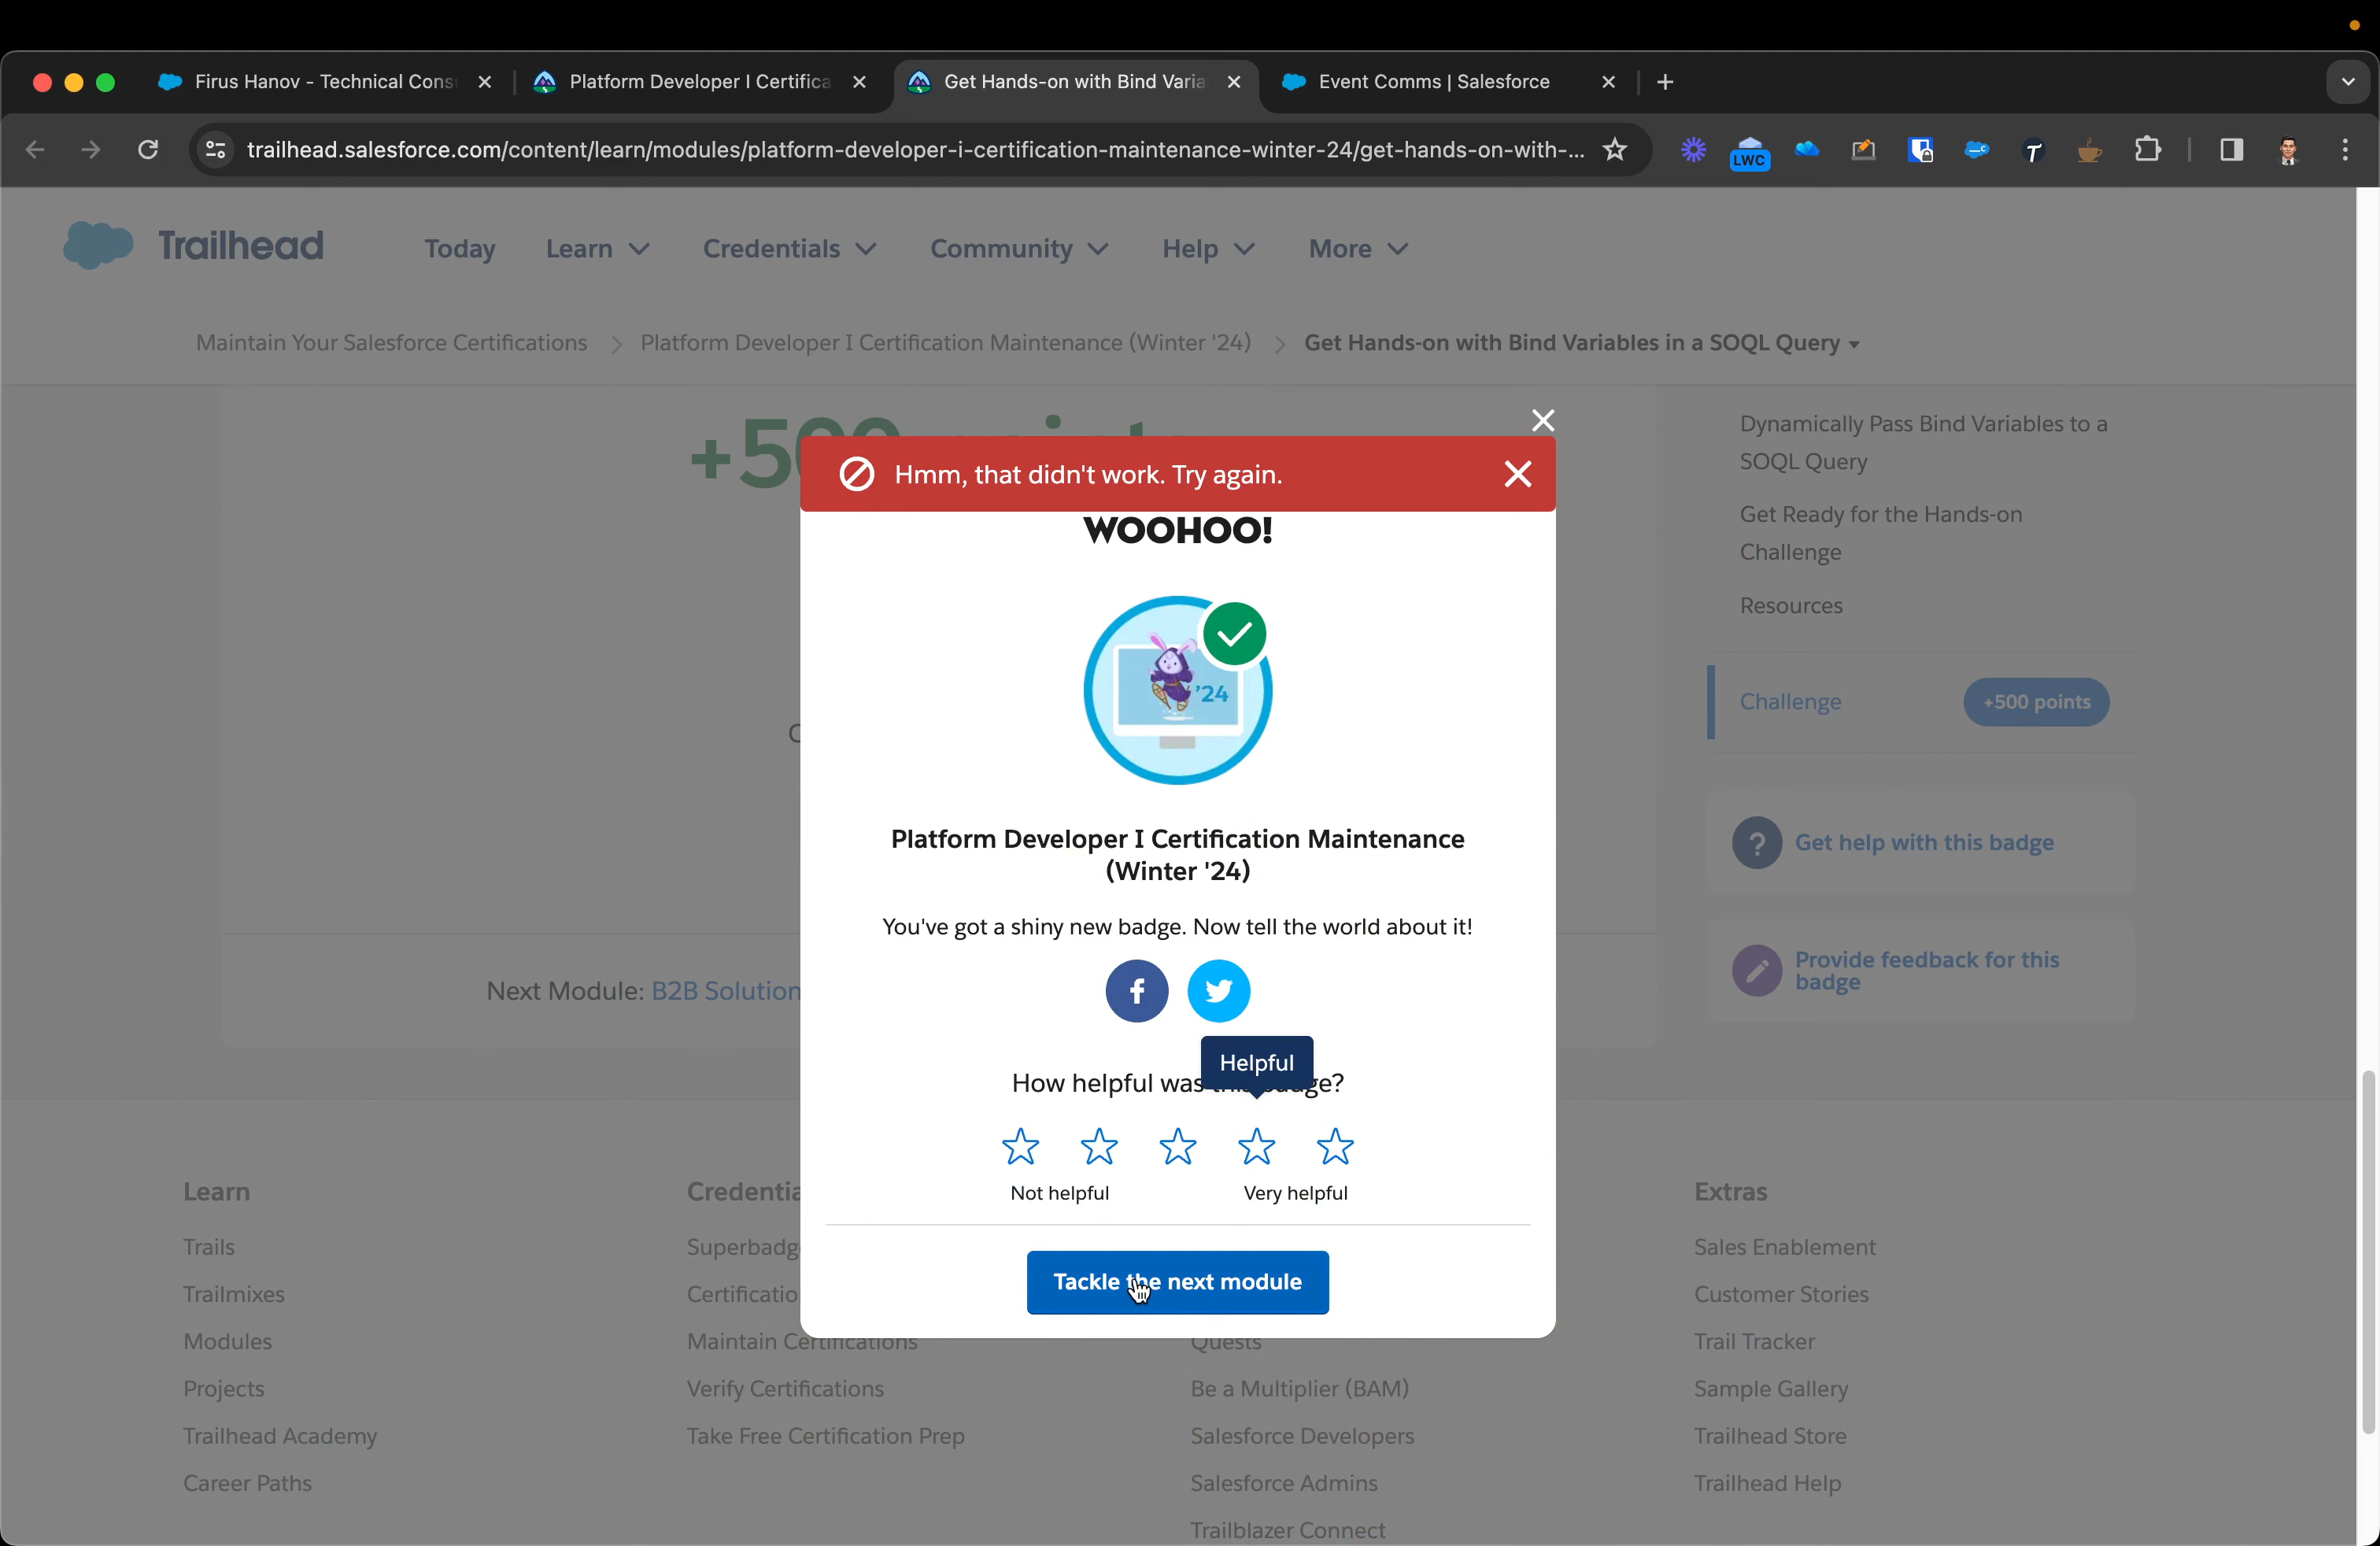 Firus Hanov - Technical Cons
Platform Developer I Certifica
Get Hands-on with Bind Varia
Event Comms | Salesforce
trailhead.salesforce.com/content/learn/modules/platform-developer-i-certification-maintenance-winter-24/get-hands-on-with-...
LWC
Trailhead
Today
Learn
Credentials
Community
Help
More
Maintain Your Salesforce Certifications
Platform Developer I Certification Maintenance (Winter '24)
Get Hands-on with Bind Variables in a SOQL Query
+500 points
Hmm, that didn't work. Try again.
WOOHOO!
'24
Platform Developer I Certification Maintenance
(Winter '24)
You've got a shiny new badge. Now tell the world about it!
Helpful
How helpful was this badge?
Not helpful
Very helpful
Tackle the next module
Next Module: B2B Solution
Dynamically Pass Bind Variables to a
SOQL Query
Get Ready for the Hands-on
Challenge
Resources
Challenge
+500 points
Get help with this badge
Provide feedback for this
badge
Learn
Trails
Trailmixes
Modules
Projects
Trailhead Academy
Career Paths
Credentia
Superbadg
Certificatio
Maintain Certifications
Verify Certifications
Take Free Certification Prep
Quests
Be a Multiplier (BAM)
Salesforce Developers
Salesforce Admins
Trailblazer Connect
Extras
Sales Enablement
Customer Stories
Trail Tracker
Sample Gallery
Trailhead Store
Trailhead Help